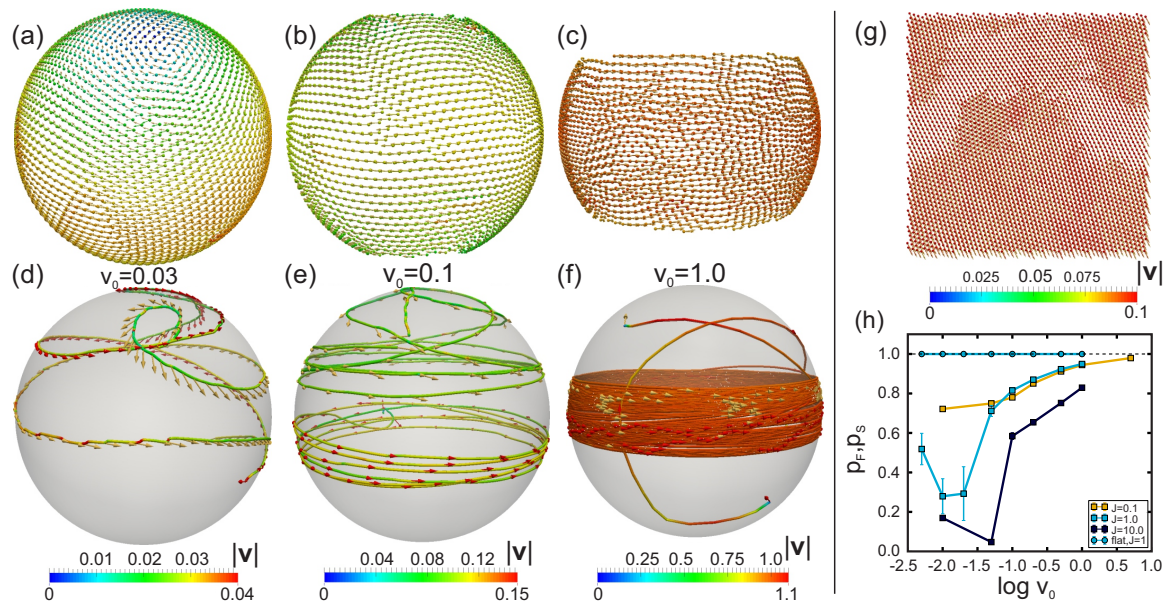 (a)
(b)
(c)
(g)
(d)
v₀=0.03
(e)
v₀=0.1
(f)
v₀=1.0
0.025 0.05 0.075 |v|
0 0.1
(h)
1.0
0.8
0.6
0.4
0.2
0.0
p_F,p_S
J=0.1
J=1.0
J=10.0
flat,J=1
-2.5 -2.0 -1.5 -1.0 -0.5 0.0 0.5 1.0
log v₀
0.01 0.02 0.03 |v|
0 0.04
0.04 0.08 0.12 |v|
0 0.15
0.25 0.5 0.75 1.0 |v|
0 1.1